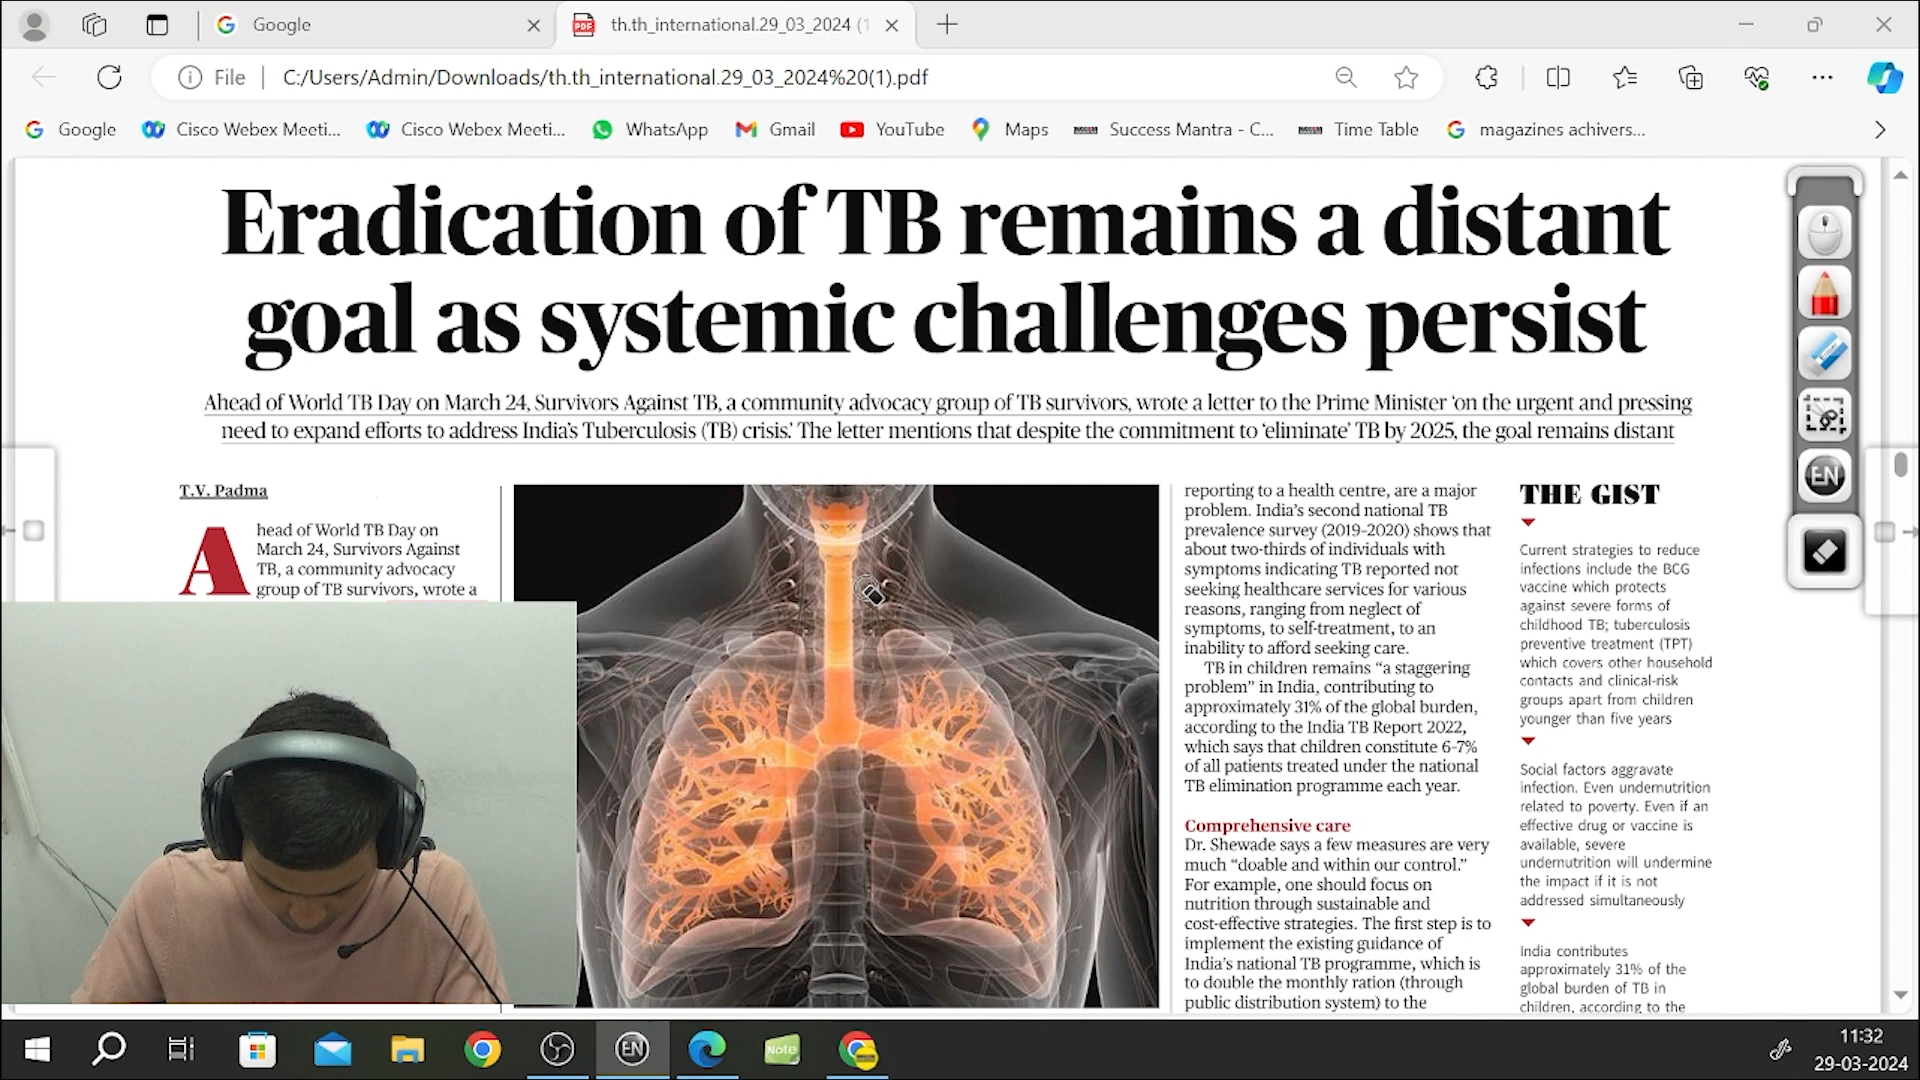 Google
th.th_international.29_03_2024 (1
File
C:/Users/Admin/Downloads/th.th_international.29_03_2024%20(1).pdf
Google
Cisco Webex Meeti...
Cisco Webex Meeti...
WhatsApp
Gmail
YouTube
Maps
Success Mantra - C...
Time Table
magazines achivers...
Eradication of TB remains a distant
goal as systemic challenges persist
Ahead of World TB Day on March 24, Survivors Against TB, a community advocacy group of TB survivors, wrote a letter to the Prime Minister ‘on the urgent and pressing
need to expand efforts to address India’s Tuberculosis (TB) crisis.’ The letter mentions that despite the commitment to ‘eliminate’ TB by 2025, the goal remains distant
T.V. Padma
Ahead of World TB Day on
March 24, Survivors Against
TB, a community advocacy
group of TB survivors, wrote a
reporting to a health centre, are a major
problem. India’s second national TB
prevalence survey (2019-2020) shows that
about two-thirds of individuals with
symptoms indicating TB reported not
seeking healthcare services for various
reasons, ranging from neglect of
symptoms, to self-treatment, to an
inability to afford seeking care.
TB in children remains “a staggering
problem” in India, contributing to
approximately 31% of the global burden,
according to the India TB Report 2022,
which says that children constitute 6-7%
of all patients treated under the national
TB elimination programme each year.
Comprehensive care
Dr. Shewade says a few measures are very
much “doable and within our control.”
For example, one should focus on
nutrition through sustainable and
cost-effective strategies. The first step is to
implement the existing guidance of
India’s national TB programme, which is
to double the monthly ration (through
public distribution system) to the
THE GIST
Current strategies to reduce
infections include the BCG
vaccine which protects
against severe forms of
childhood TB; tuberculosis
preventive treatment (TPT)
which covers other household
contacts and clinical-risk
groups apart from children
younger than five years
Social factors aggravate
infection. Even undernutrition
related to poverty. Even if an
effective drug or vaccine is
available, severe
undernutrition will undermine
the impact if it is not
addressed simultaneously
India contributes
approximately 31% of the
global burden of TB in
children, according to the
EN
EN
Note
11:32
29-03-2024